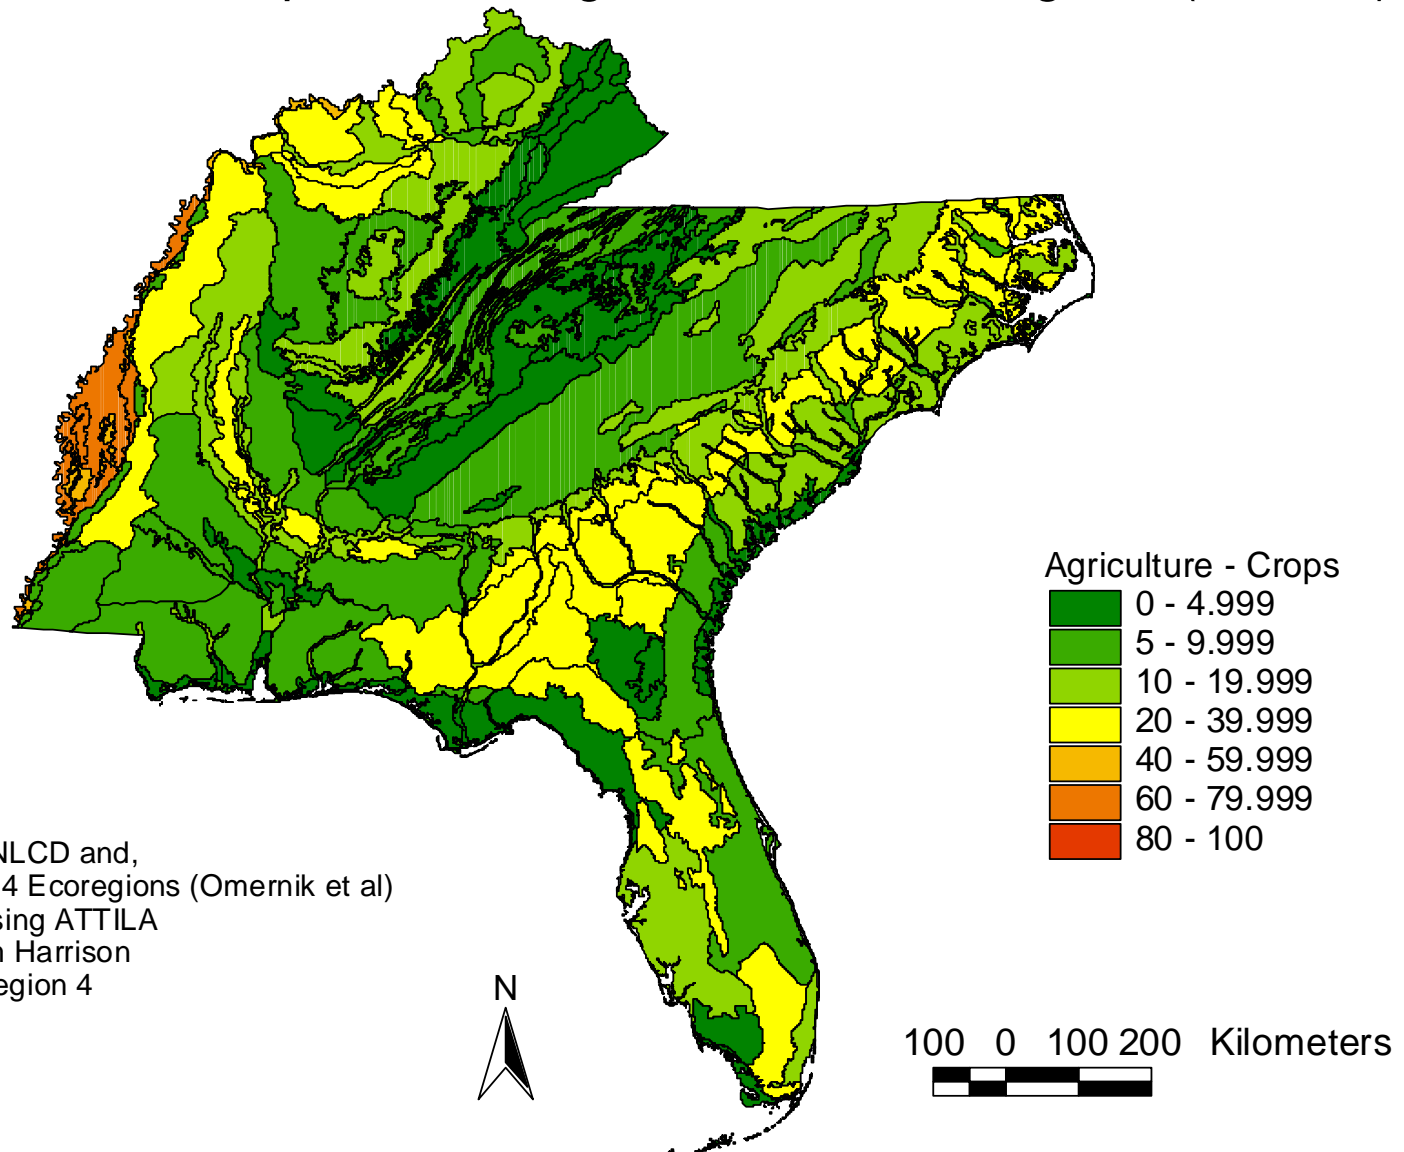 Agriculture - Crops
0 - 4.999
5 - 9.999
10 - 19.999
20 - 39.999
40 - 59.999
60 - 79.999
80 - 100
NLCD and,
4 Ecoregions (Omernik et al)
sing ATTILA
Harrison
egion 4
N
100 0 100 200 Kilometers